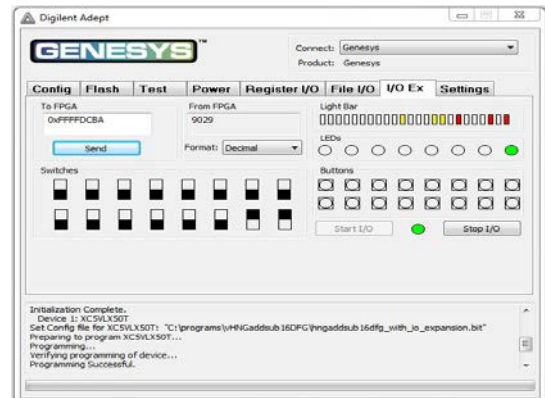 Digilent Adept
GENESYS™
Connect: Genesys
Product: Genesys
Config Flash Test Power Register I/O File I/O I/O Ex Settings
To FPGA From FPGA Light Bar
0xFFFFDCBA 9029
LEDs
Send Format: Decimal
Switches Buttons
Start I/O Stop I/O
Initialization Complete.
Device 1: XC5VLX50T
Set Config file for XC5VLX50T: "C:\programs\vHNGaddsub16DFG\hngaddsub16dfg_with_io_expansion.bit"
Preparing to program XC5VLX50T...
Programming...
Verifying programming of device...
Programming Successful.